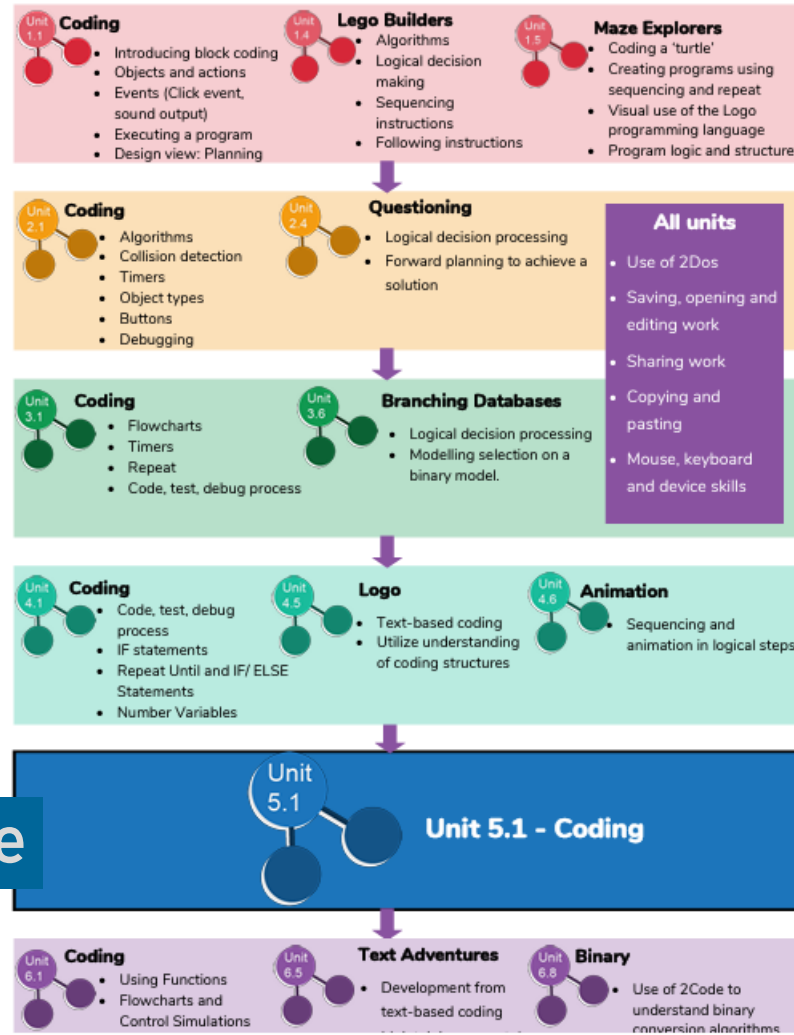 Unit
1.1
Coding
• Introducing block coding
• Objects and actions
• Events (Click event,
sound output)
• Executing a program
• Design view: Planning
Unit
1.4
Lego Builders
• Algorithms
• Logical decision
making
• Sequencing
instructions
• Following instructions
Unit
1.5
Maze Explorers
• Coding a ‘turtle’
• Creating programs using
sequencing and repeat
• Visual use of the Logo
programming language
• Program logic and structure
Unit
2.1
Coding
• Algorithms
• Collision detection
• Timers
• Object types
• Buttons
• Debugging
Unit
2.4
Questioning
• Logical decision processing
• Forward planning to achieve a
solution
All units
• Use of 2Dos
• Saving, opening and
editing work
• Sharing work
• Copying and
pasting
• Mouse, keyboard
and device skills
Unit
3.1
Coding
• Flowcharts
• Timers
• Repeat
• Code, test, debug process
Unit
3.6
Branching Databases
• Logical decision processing
• Modelling selection on a
binary model.
Unit
4.1
Coding
• Code, test, debug
process
• IF statements
• Repeat Until and IF/ ELSE
Statements
• Number Variables
Unit
4.5
Logo
• Text-based coding
• Utilize understanding
of coding structures
Unit
4.6
Animation
• Sequencing and
animation in logical steps
Unit
5.1
Unit 5.1 - Coding
e
Unit
6.1
Coding
• Using Functions
• Flowcharts and
Control Simulations
Unit
6.5
Text Adventures
• Development from
text-based coding
Unit
6.8
Binary
• Use of 2Code to
understand binary
conversion algorithms